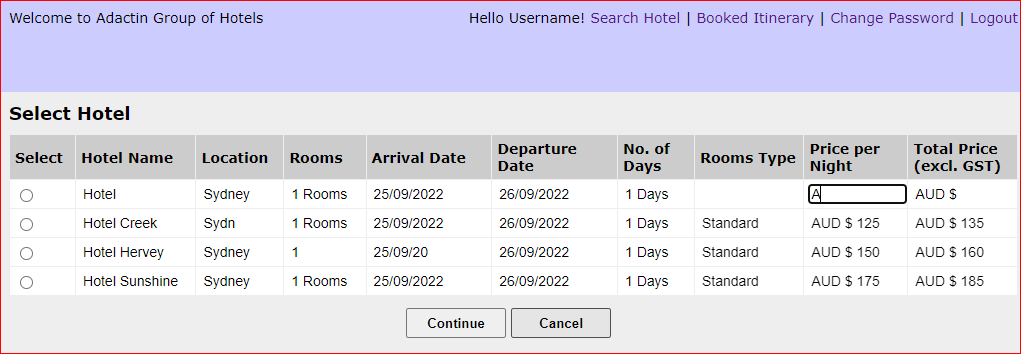 Welcome to Adactin Group of Hotels Hello Username! Search Hotel | Booked Itinerary | Change Password | Logout
Select Hotel
Select Hotel Name Location Rooms Arrival Date Departure Date No. of Days Rooms Type Price per Night Total Price (excl. GST)
Hotel Sydney 1 Rooms 25/09/2022 26/09/2022 1 Days A AUD $
Hotel Creek Sydn 1 Rooms 25/09/2022 26/09/2022 1 Days Standard AUD $ 125 AUD $ 135
Hotel Hervey Sydney 1 25/09/20 26/09/2022 1 Days Standard AUD $ 150 AUD $ 160
Hotel Sunshine Sydney 1 Rooms 25/09/2022 26/09/2022 1 Days Standard AUD $ 175 AUD $ 185
Continue Cancel